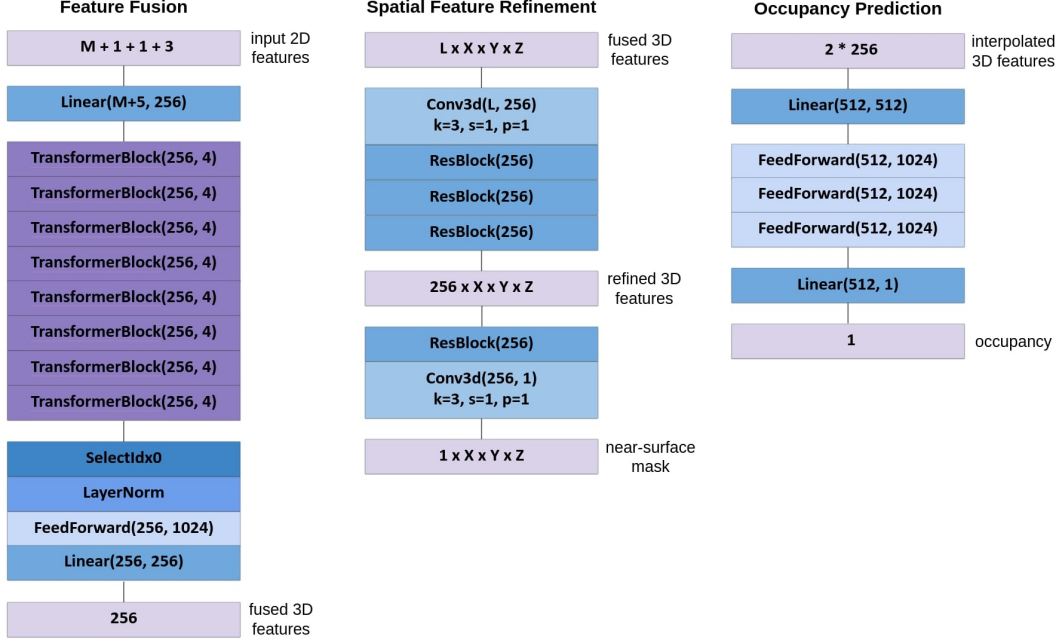 Feature Fusion
M + 1 + 1 + 3
input 2D
features
Linear(M+5, 256)
TransformerBlock(256, 4)
TransformerBlock(256, 4)
TransformerBlock(256, 4)
TransformerBlock(256, 4)
TransformerBlock(256, 4)
TransformerBlock(256, 4)
TransformerBlock(256, 4)
TransformerBlock(256, 4)
SelectIdx0
LayerNorm
FeedForward(256, 1024)
Linear(256, 256)
256
fused 3D
features
Spatial Feature Refinement
L x X x Y x Z
fused 3D
features
Conv3d(L, 256)
k=3, s=1, p=1
ResBlock(256)
ResBlock(256)
ResBlock(256)
256 x X x Y x Z
refined 3D
features
ResBlock(256)
Conv3d(256, 1)
k=3, s=1, p=1
1 x X x Y x Z
near-surface
mask
Occupancy Prediction
2 * 256
interpolated
3D features
Linear(512, 512)
FeedForward(512, 1024)
FeedForward(512, 1024)
FeedForward(512, 1024)
Linear(512, 1)
1
occupancy